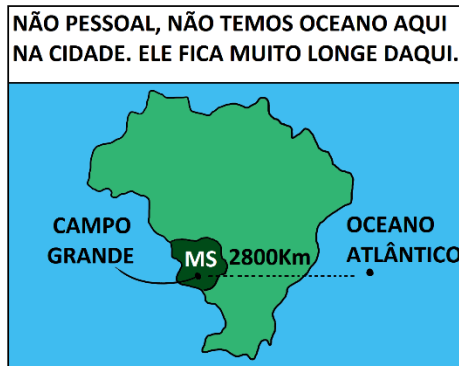 NÃO PESSOAL, NÃO TEMOS OCEANO AQUI
NA CIDADE. ELE FICA MUITO LONGE DAQUI.
CAMPO
GRANDE
MS
2800Km
OCEANO
ATLÂNTICO